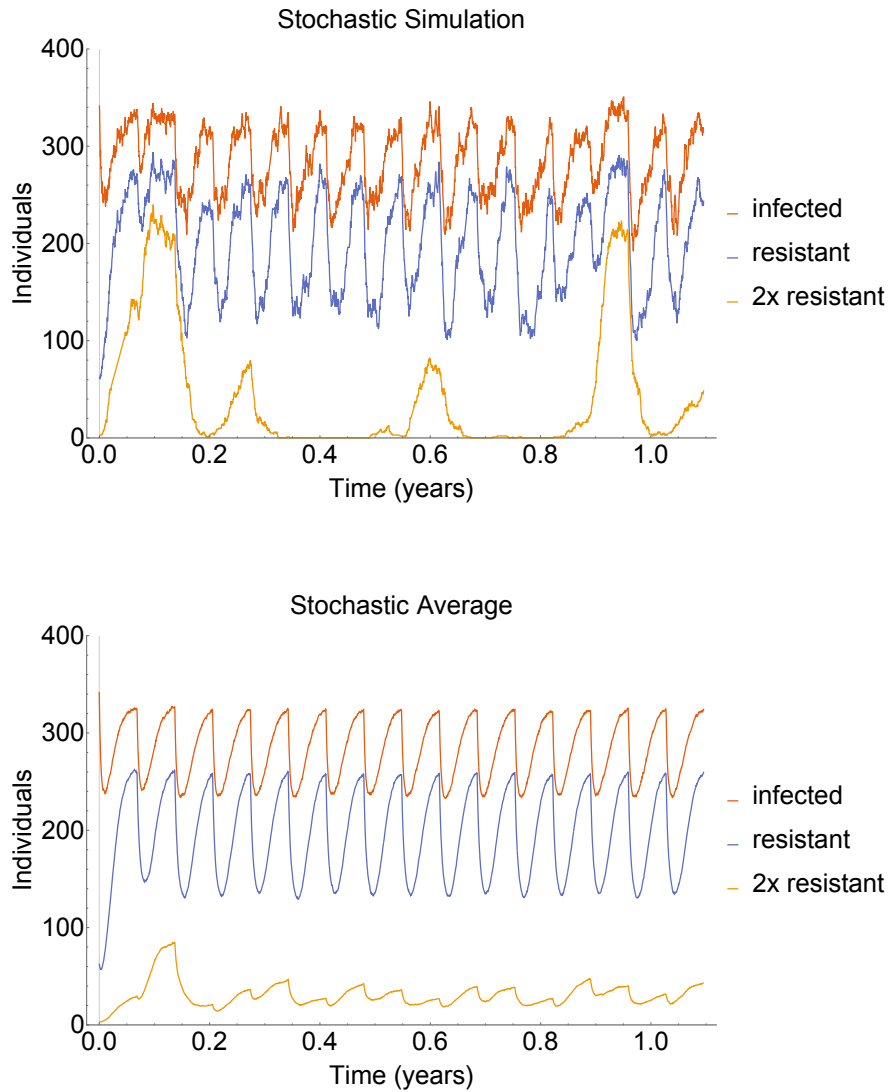 Stochastic Simulation
400
300
200
100
0
Individuals
0.0 0.2 0.4 0.6 0.8 1.0
Time (years)
infected
resistant
2x resistant
Stochastic Average
400
300
200
100
0
Individuals
0.0 0.2 0.4 0.6 0.8 1.0
Time (years)
infected
resistant
2x resistant